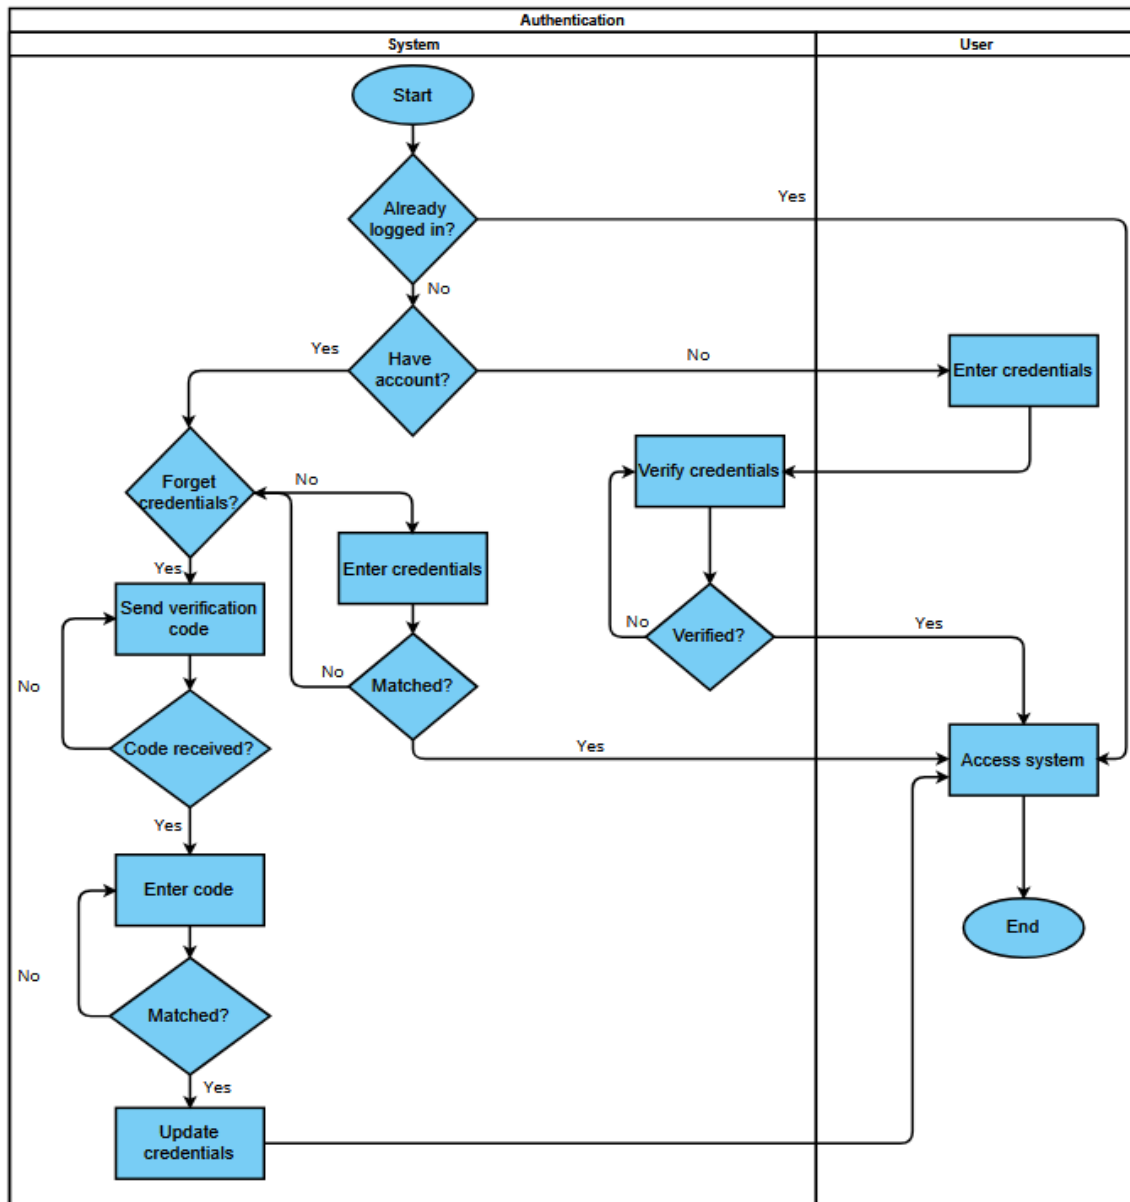 Authentication
System
User
Start
Already
logged in?
Yes
No
Have
account?
Yes
No
Enter credentials
Forget
credentials?
No
Verify credentials
Enter credentials
Yes
Send verification
code
No
Verified?
Yes
No
Matched?
No
Code received?
Yes
Access system
Yes
Enter code
End
No
Matched?
Yes
Update
credentials